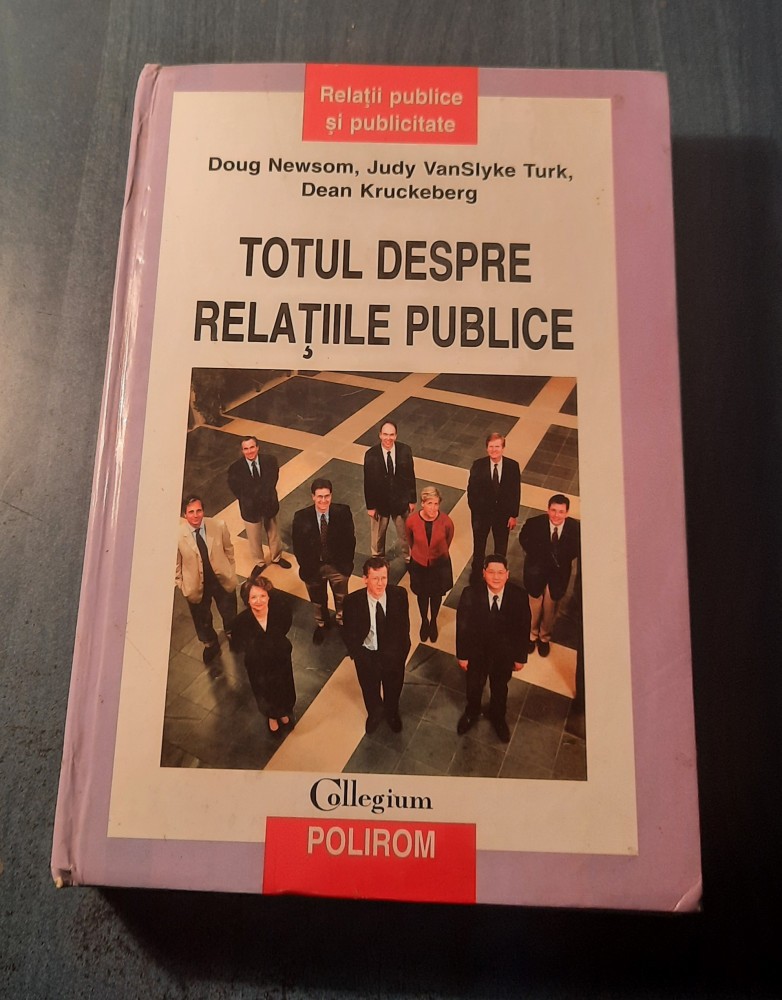 Relații publice
și publicitate
Doug Newsom, Judy VanSlyke Turk,
Dean Kruckeberg
TOTUL DESPRE
RELAȚIILE PUBLICE
Collegium
POLIROM